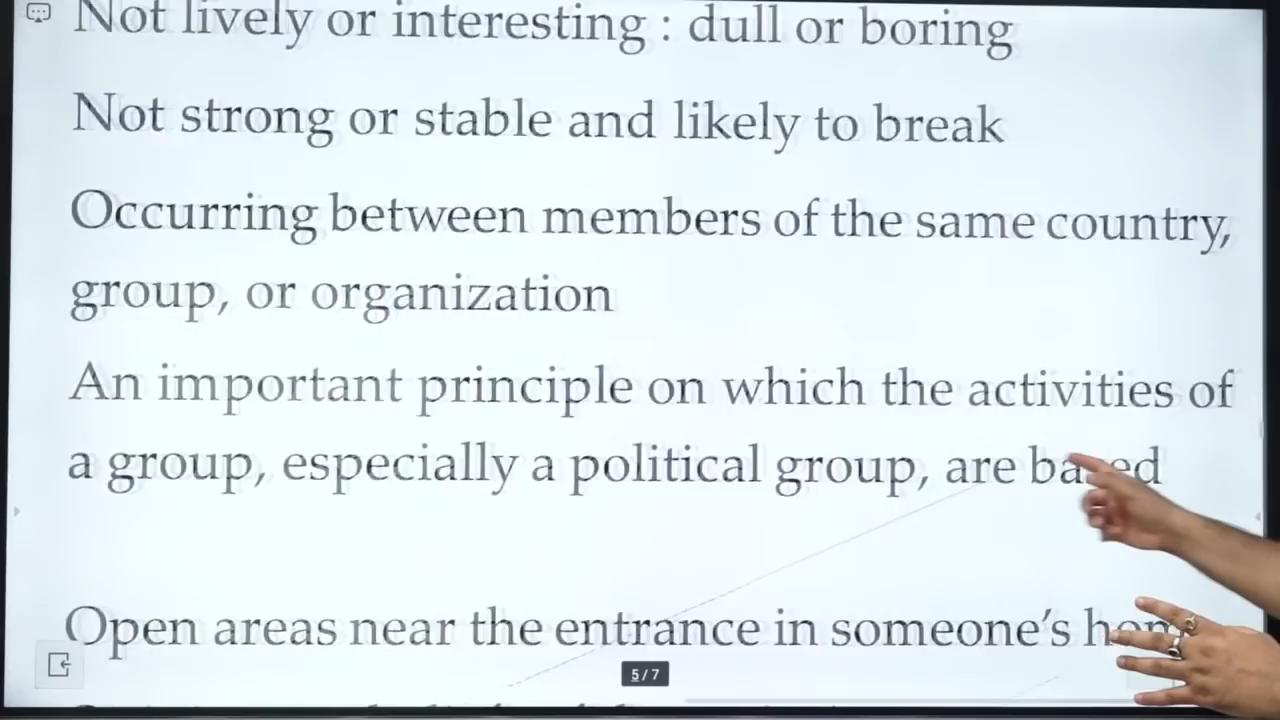 Not lively or interesting : dull or boring
Not strong or stable and likely to break
Occurring between members of the same country,
group, or organization
An important principle on which the activities of
a group, especially a political group, are based
Open areas near the entrance in someone's
5/7